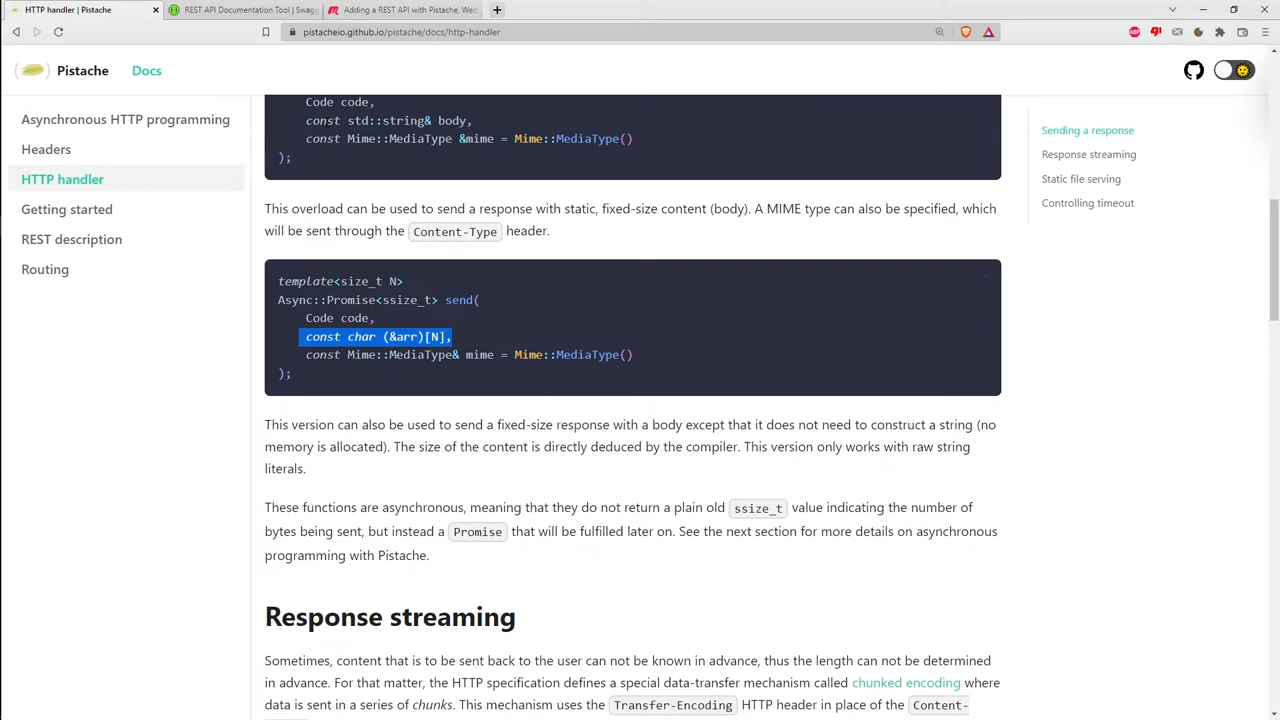 HTTP handler | Pistache
REST API Documentation Tool | Swagg
Adding a REST API with Pistache, Wes
pistacheio.github.io/pistache/docs/http-handler
Pistache
Docs
Asynchronous HTTP programming
Headers
HTTP handler
Getting started
REST description
Routing
Code code,
const std::string& body,
const Mime::MediaType &mime = Mime::MediaType()
);
This overload can be used to send a response with static, fixed-size content (body). A MIME type can also be specified, which
will be sent through the Content-Type header.
template<size_t N>
Async::Promise<ssize_t> send(
Code code,
const char (&arr)[N],
const Mime::MediaType& mime = Mime::MediaType()
);
This version can also be used to send a fixed-size response with a body except that it does not need to construct a string (no
memory is allocated). The size of the content is directly deduced by the compiler. This version only works with raw string
literals.
These functions are asynchronous, meaning that they do not return a plain old ssize_t value indicating the number of
bytes being sent, but instead a Promise that will be fulfilled later on. See the next section for more details on asynchronous
programming with Pistache.
Response streaming
Sometimes, content that is to be sent back to the user can not be known in advance, thus the length can not be determined
in advance. For that matter, the HTTP specification defines a special data-transfer mechanism called chunked encoding where
data is sent in a series of chunks. This mechanism uses the Transfer-Encoding HTTP header in place of the Content-
Sending a response
Response streaming
Static file serving
Controlling timeout